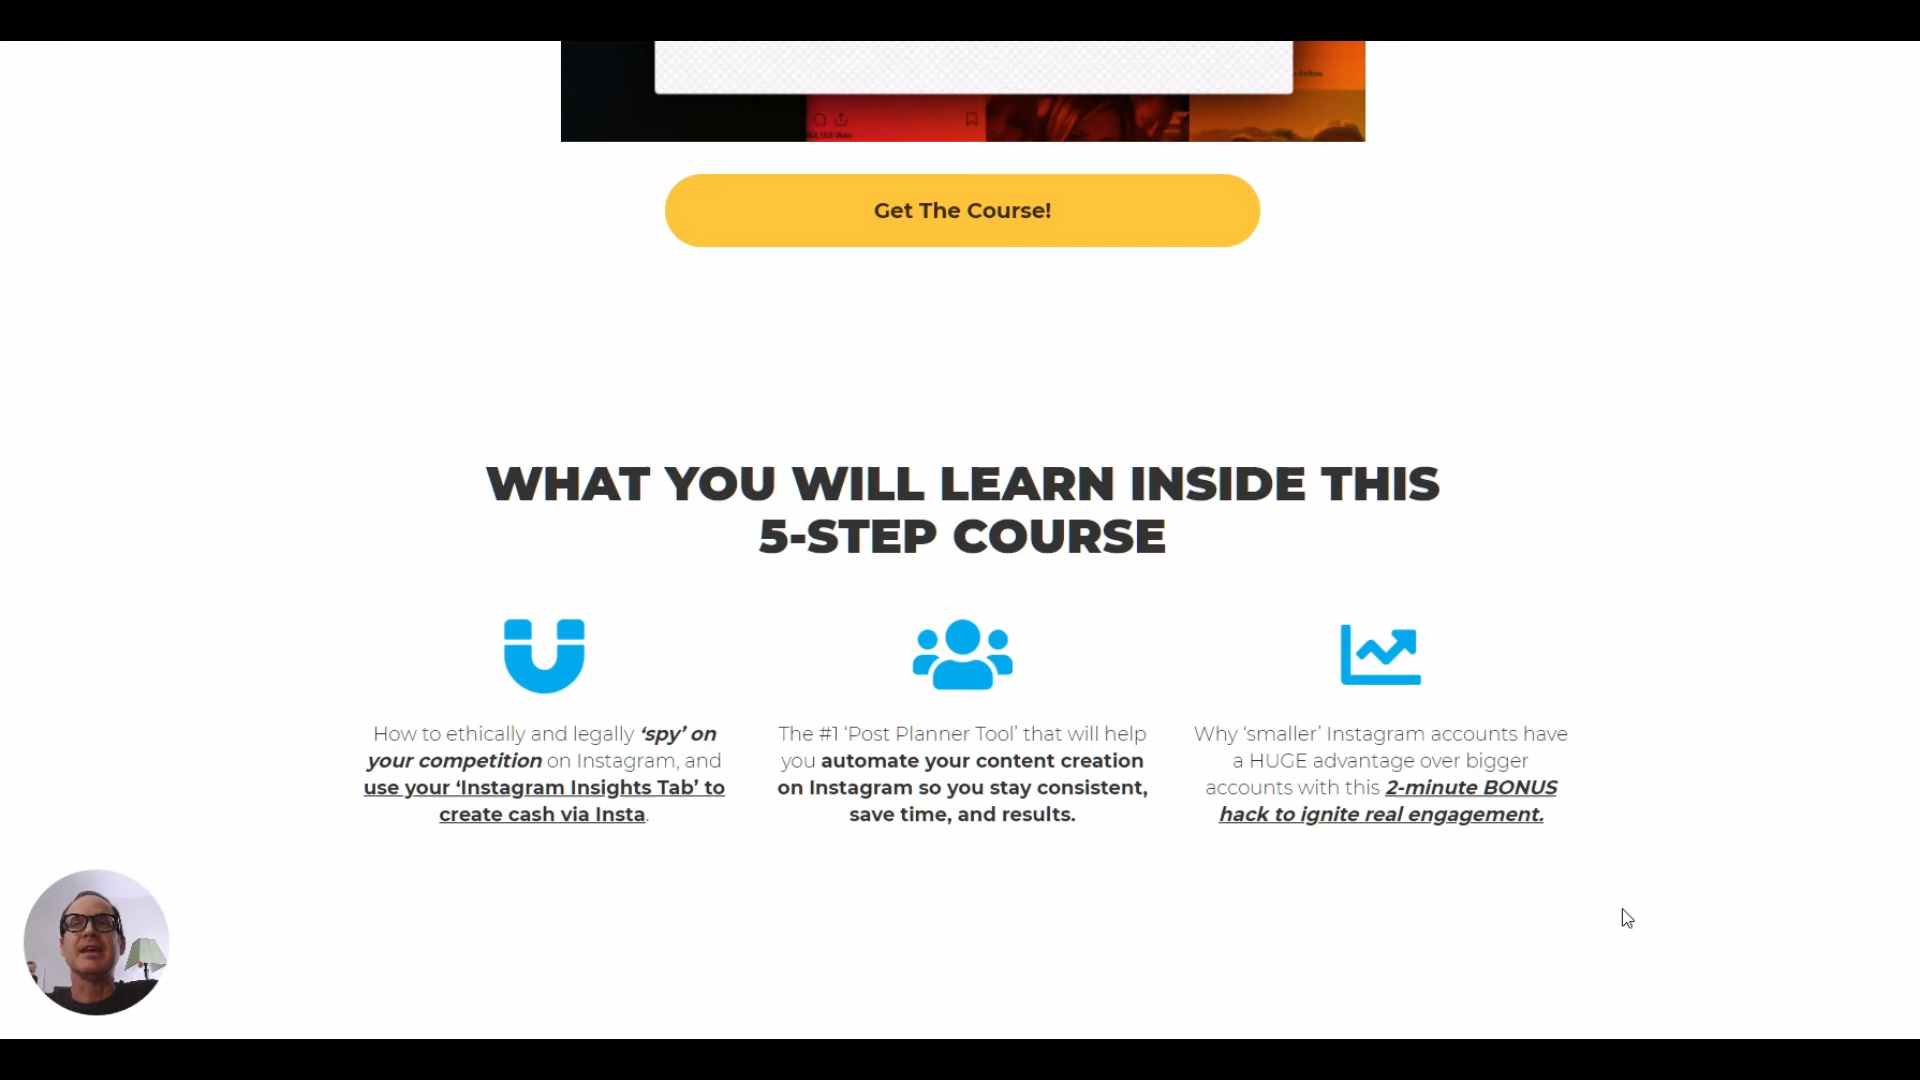 Follow
Get The Course!
WHAT YOU WILL LEARN INSIDE THIS
5-STEP COURSE
How to ethically and legally ‘spy’ on
your competition on Instagram, and
use your ‘Instagram Insights Tab’ to
create cash via Insta.
The #1 ‘Post Planner Tool’ that will help
you automate your content creation
on Instagram so you stay consistent,
save time, and results.
Why ‘smaller’ Instagram accounts have
a HUGE advantage over bigger
accounts with this 2-minute BONUS
hack to ignite real engagement.